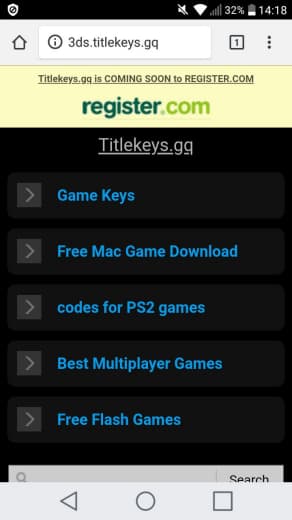 32% 14:18
3ds.titlekeys.gq 1
Titlekeys.gq is COMING SOON to REGISTER.COM
register.com
Titlekeys.gq
Game Keys
Free Mac Game Download
codes for PS2 games
Best Multiplayer Games
Free Flash Games
Search